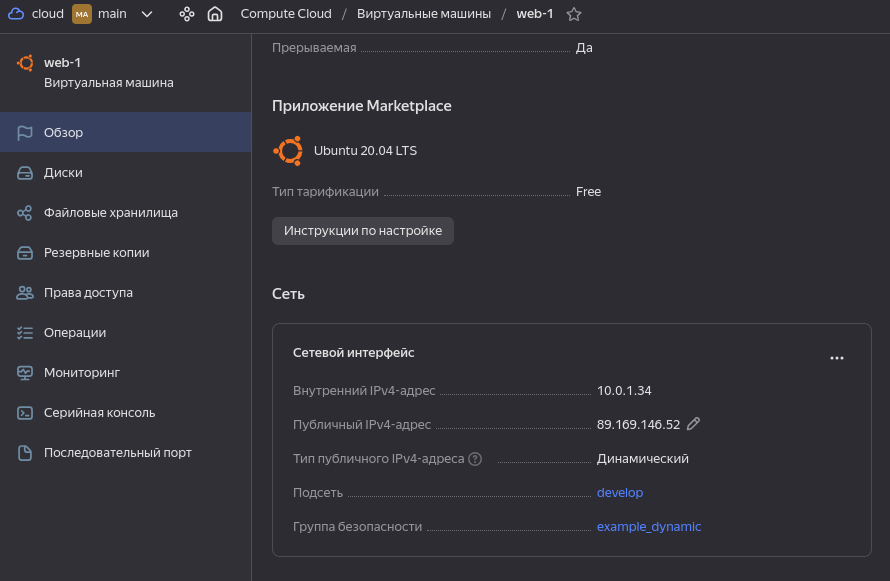 cloud MA main Compute Cloud / Виртуальные машины / web-1
web-1
Виртуальная машина
Обзор
Диски
Файловые хранилища
Резервные копии
Права доступа
Операции
Мониторинг
Серийная консоль
Последовательный порт
Прерываемая Да
Приложение Marketplace
Ubuntu 20.04 LTS
Тип тарификации Free
Инструкции по настройке
Сеть
Сетевой интерфейс
Внутренний IPv4-адрес 10.0.1.34
Публичный IPv4-адрес 89.169.146.52
Тип публичного IPv4-адреса Динамический
Подсеть develop
Группа безопасности example_dynamic